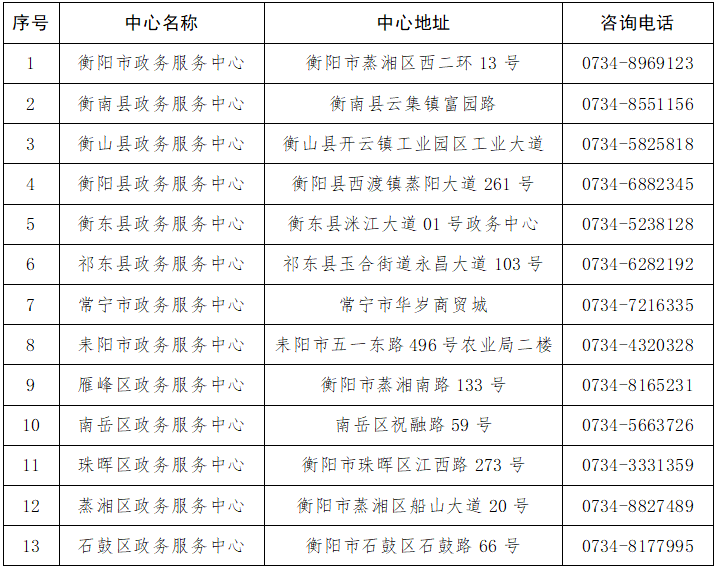 序号 中心名称 中心地址 咨询电话
1 衡阳市政务服务中心 衡阳市蒸湘区西二环 13 号 0734-8969123
2 衡南县政务服务中心 衡南县云集镇富园路 0734-8551156
3 衡山县政务服务中心 衡山县开云镇工业园区工业大道 0734-5825818
4 衡阳县政务服务中心 衡阳县西渡镇蒸阳大道 261 号 0734-6882345
5 衡东县政务服务中心 衡东县洣江大道 01 号政务中心 0734-5238128
6 祁东县政务服务中心 祁东县玉合街道永昌大道 103 号 0734-6282192
7 常宁市政务服务中心 常宁市华岁商贸城 0734-7216335
8 耒阳市政务服务中心 耒阳市五一东路 496 号农业局二楼 0734-4320328
9 雁峰区政务服务中心 衡阳市蒸湘南路 133 号 0734-8165231
10 南岳区政务服务中心 南岳区祝融路 59 号 0734-5663726
11 珠晖区政务服务中心 衡阳市珠晖区江西路 273 号 0734-3331359
12 蒸湘区政务服务中心 衡阳市蒸湘区船山大道 20 号 0734-8827489
13 石鼓区政务服务中心 衡阳市石鼓区石鼓路 66 号 0734-8177995